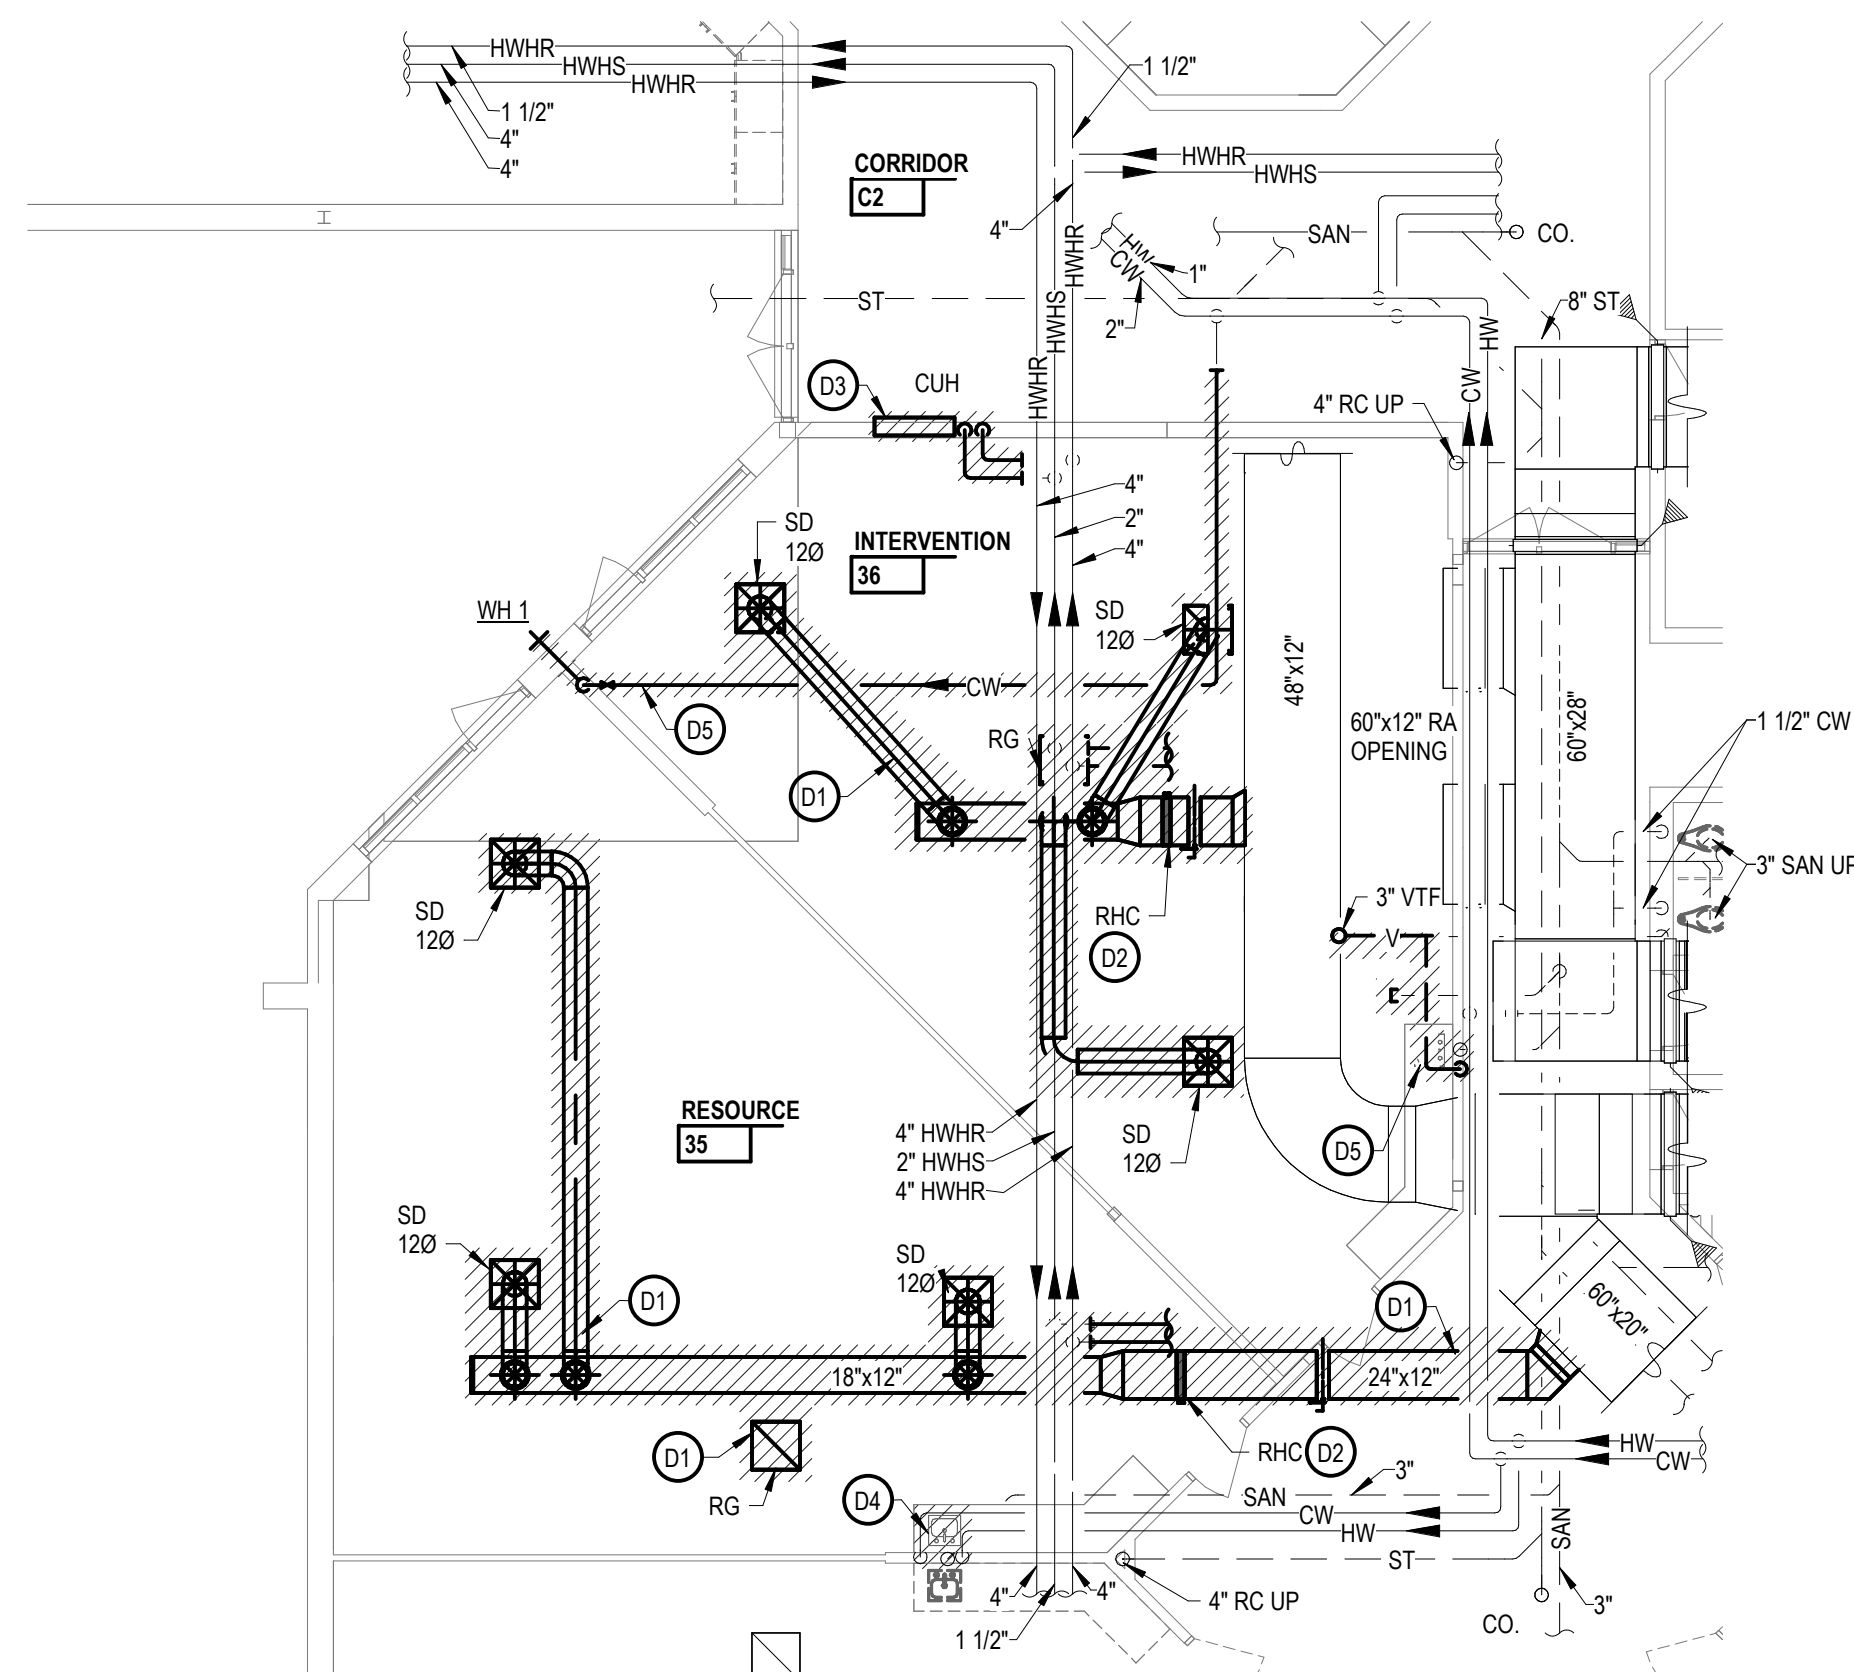 HWHR
HWHS
HWHR
1 1/2"
4"
4"
1 1/2"
CORRIDOR
C2
HWHR
HWHS
4"
HWHR
HWHS
HWHR
SAN
CO.
HW
CW
1"
2"
ST
8" ST
HW
CW
D3
CUH
4" RC UP
4"
2"
4"
SD
12Ø
INTERVENTION
36
WH 1
SD
12Ø
48"x12"
CW
D5
D1
RG
60"x12" RA
OPENING
60"x28"
1 1/2" CW
3" SAN UP
SD
12Ø
RHC
D2
3" VTF
V
RESOURCE
35
4" HWHR
2" HWHS
4" HWHR
SD
12Ø
D5
SD
12Ø
SD
12Ø
D1
D1
60"x20"
18"x12"
24"x12"
D1
RG
RHC
D2
HW
CW
D4
SAN
3"
CW
HW
ST
SAN
4"
4"
1 1/2"
4" RC UP
CO.
3"